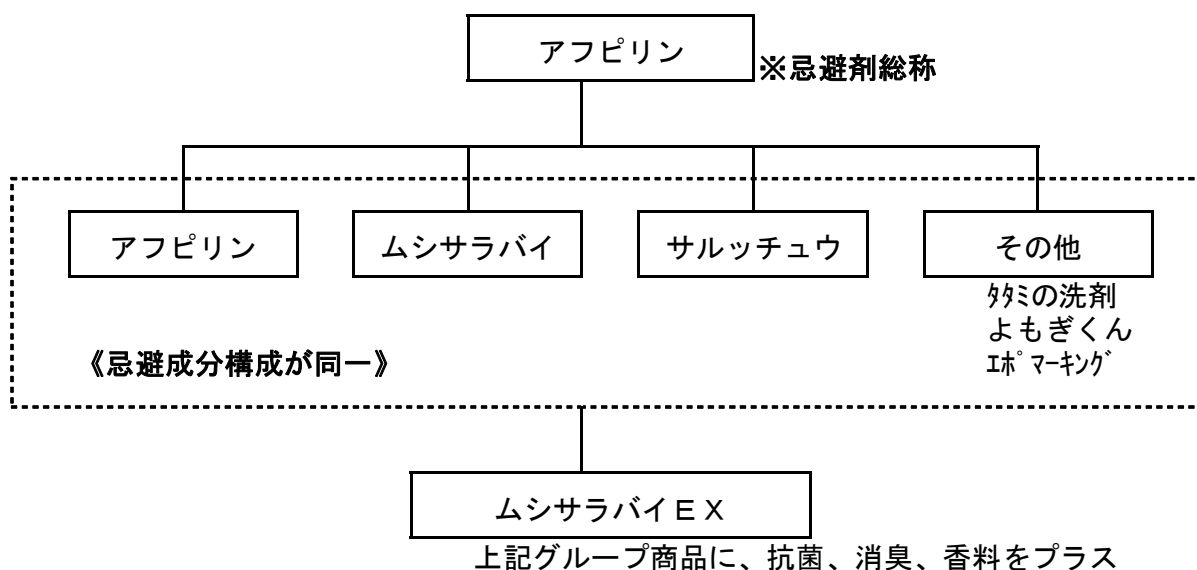 アフピリン
※忌避剤総称
アフピリン
ムシサラバイ
サルッチュウ
その他
ﾀﾀﾐの洗剤
よもぎくん
ｴﾎﾟﾏｰｷﾝｸﾞ
《忌避成分構成が同一》
ムシサラバイＥＸ
上記グループ商品に、抗菌、消臭、香料をプラス